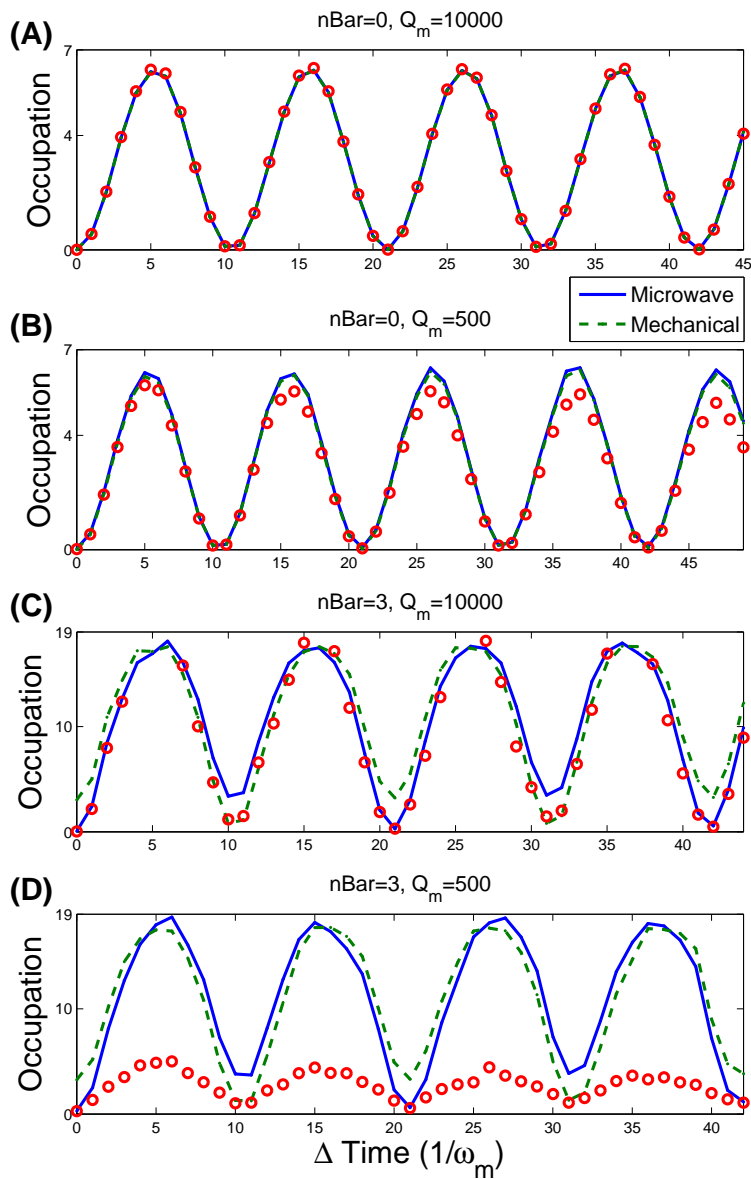 (A)
nBar=0, Q_m=10000
7
4
0
Occupation
0 5 10 15 20 25 30 35 40 45
Microwave
Mechanical
(B)
nBar=0, Q_m=500
7
4
0
Occupation
0 5 10 15 20 25 30 35 40 45
(C)
nBar=3, Q_m=10000
19
10
0
Occupation
0 5 10 15 20 25 30 35 40
(D)
nBar=3, Q_m=500
19
10
0
Occupation
0 5 10 15 20 25 30 35 40
Δ Time (1/ω_m)